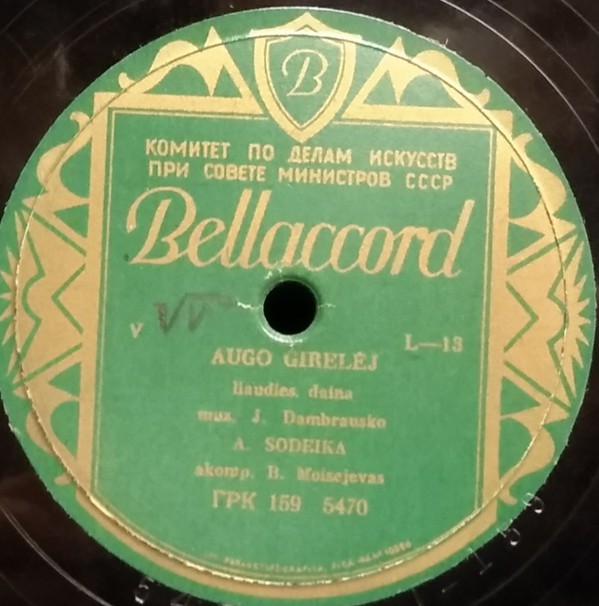 B
КОМИТЕТ ПО ДЕЛАМ ИСКУССТВ
ПРИ СОВЕТЕ МИНИСТРОВ СССР
Bellaccord
V
L—13
AUGO GIRELĖJ
liaudies. daina
muz. J. Dambrausko
A. SODEIKA
akomp. B. Moisejevas
ГРК 159 5470